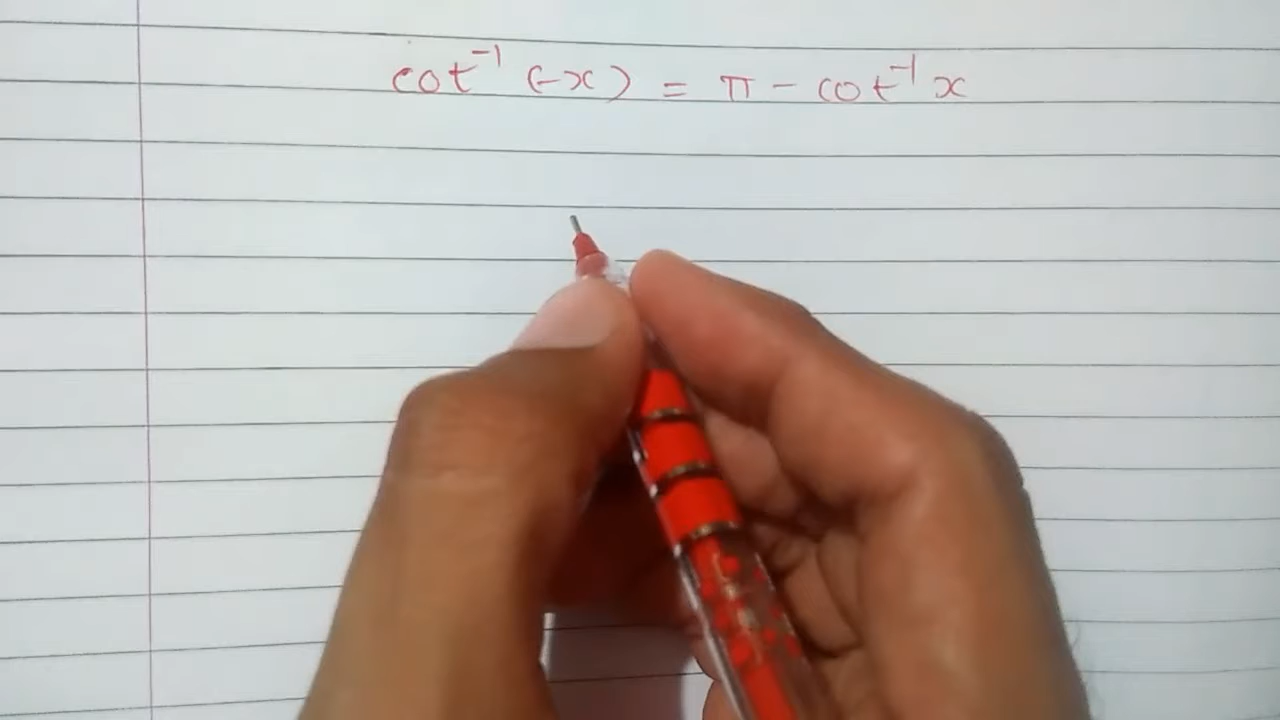 cot⁻¹ (-x) = π - cot⁻¹ x